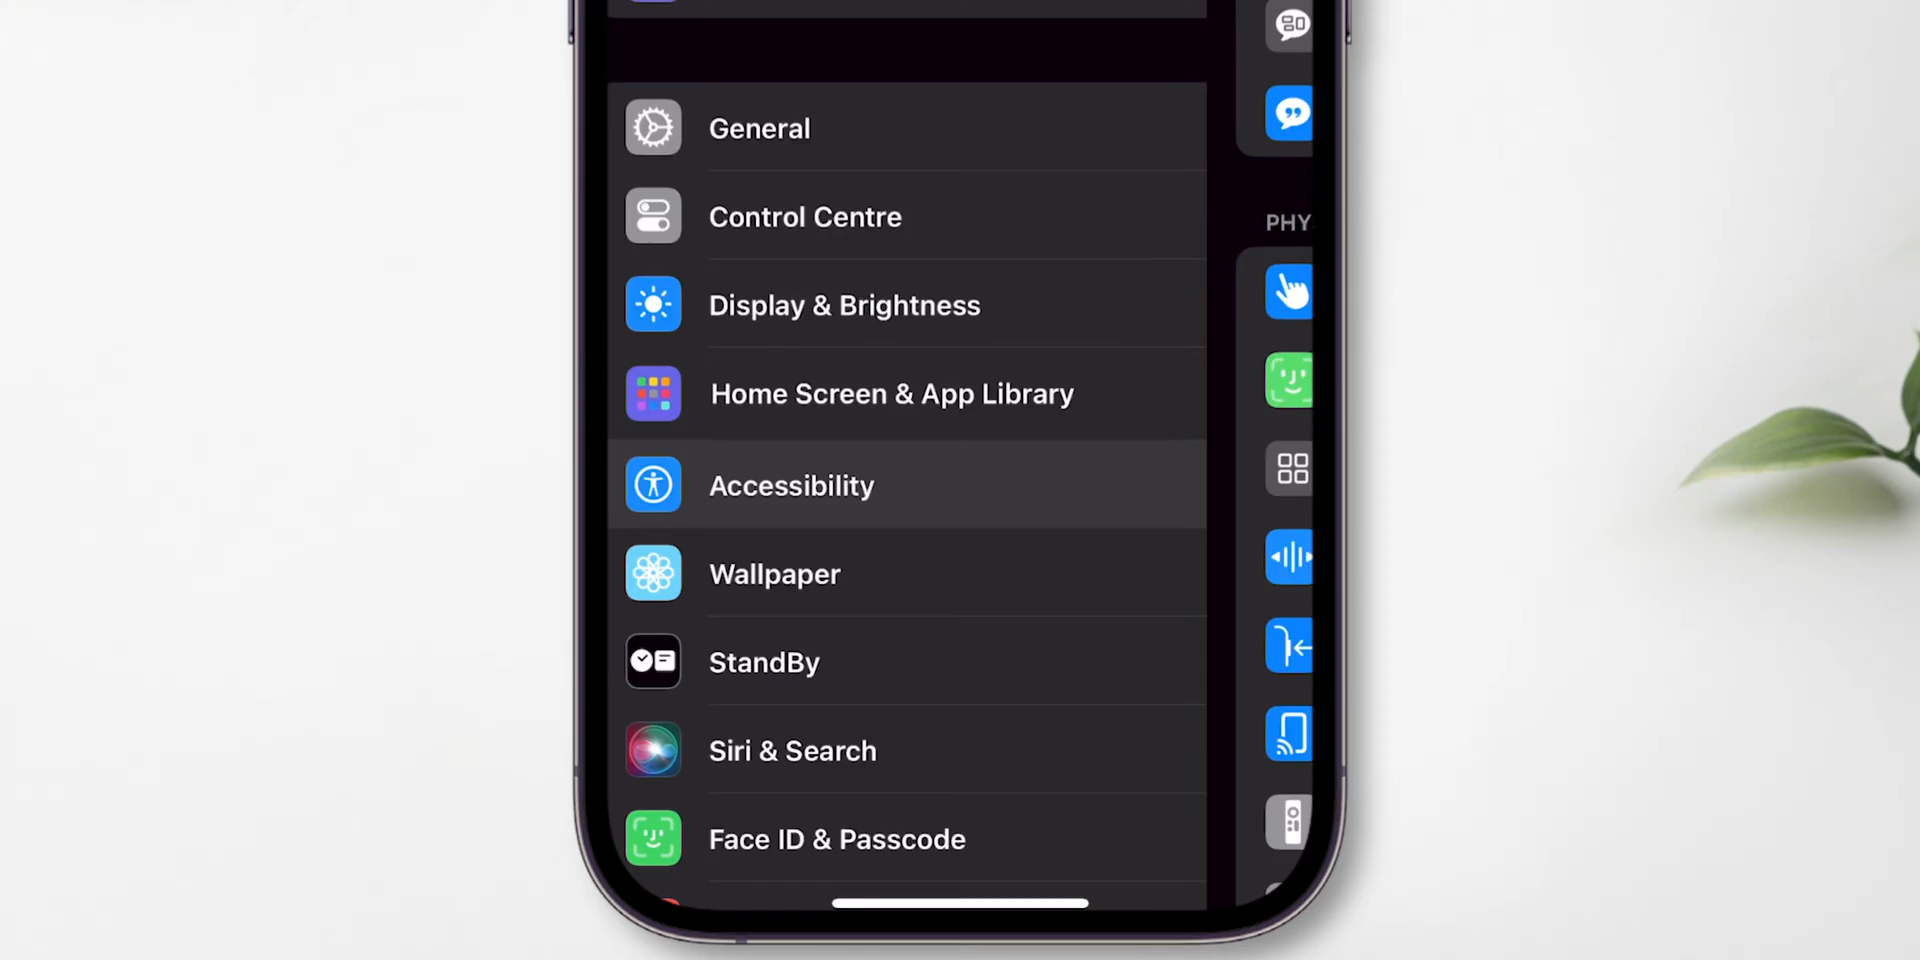 General
Control Centre
Display & Brightness
Home Screen & App Library
Accessibility
Wallpaper
StandBy
Siri & Search
Face ID & Passcode
PHY